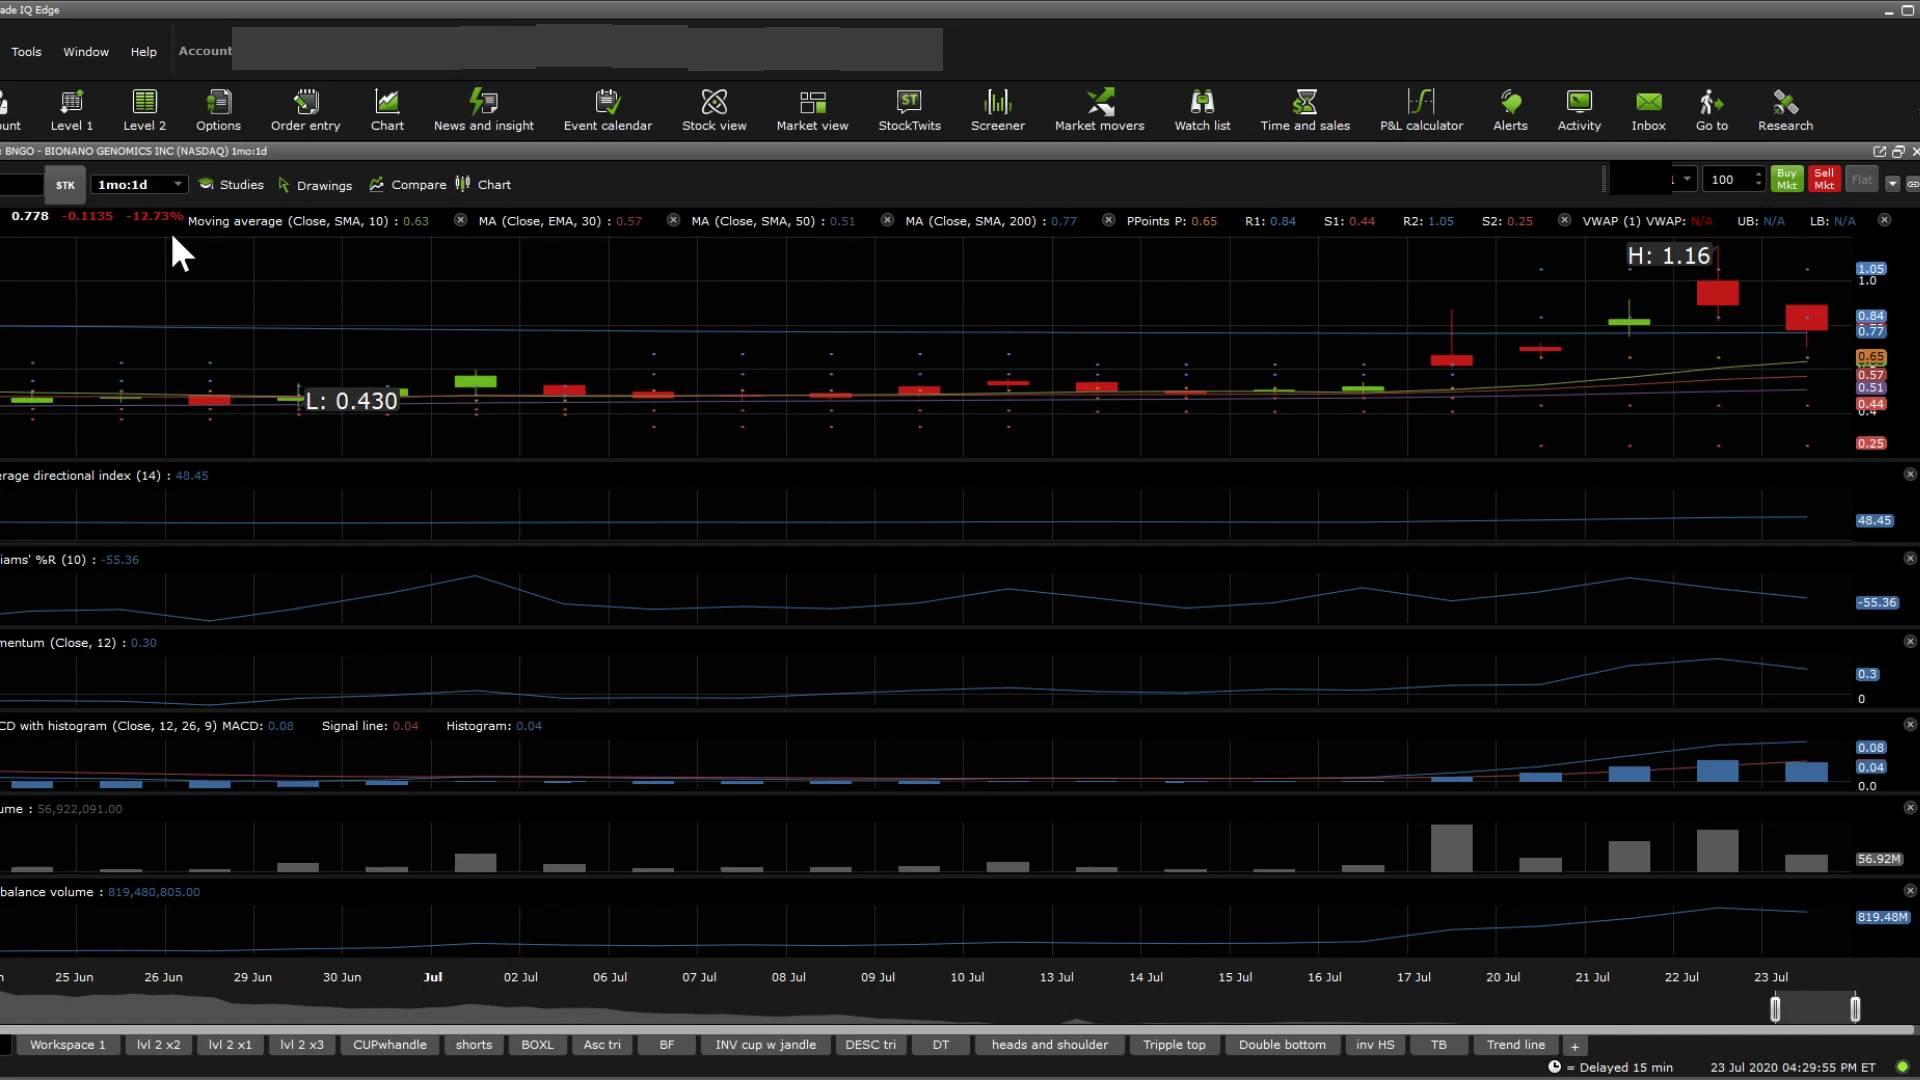 ade IQ Edge
Tools Window Help Account
ount Level 1 Level 2 Options Order entry Chart News and insight Event calendar Stock view Market view StockTwits Screener Market movers Watch list Time and sales P&L calculator Alerts Activity Inbox Go to Research
ST
: BNGO - BIONANO GENOMICS INC (NASDAQ) 1mo:1d
STK 1mo:1d Studies Drawings Compare Chart 1 100 Buy Mkt Sell Mkt Flat
0.778 -0.1135 -12.73% Moving average (Close, SMA, 10) : 0.63 MA (Close, EMA, 30) : 0.57 MA (Close, SMA, 50) : 0.51 MA (Close, SMA, 200) : 0.77 PPoints P: 0.65 R1: 0.84 S1: 0.44 R2: 1.05 S2: 0.25 VWAP (1) VWAP: N/A UB: N/A LB: N/A
H: 1.16
1.05
1.0
0.84
0.77
0.65
0.57
0.51
L: 0.430
0.44
0.4
0.25
erage directional index (14) : 48.45
48.45
iams' %R (10) : -55.36
-55.36
mentum (Close, 12) : 0.30
0.3
0
CD with histogram (Close, 12, 26, 9) MACD: 0.08 Signal line: 0.04 Histogram: 0.04
0.08
0.04
0.0
ume : 56,922,091.00
56.92M
balance volume : 819,480,805.00
819.48M
n 25 Jun 26 Jun 29 Jun 30 Jun Jul 02 Jul 06 Jul 07 Jul 08 Jul 09 Jul 10 Jul 13 Jul 14 Jul 15 Jul 16 Jul 17 Jul 20 Jul 21 Jul 22 Jul 23 Jul
Workspace 1 lvl 2 x2 lvl 2 x1 lvl 2 x3 CUPwhandle shorts BOXL Asc tri BF INV cup w jandle DESC tri DT heads and shoulder Tripple top Double bottom inv HS TB Trend line +
= Delayed 15 min 23 Jul 2020 04:29:55 PM ET